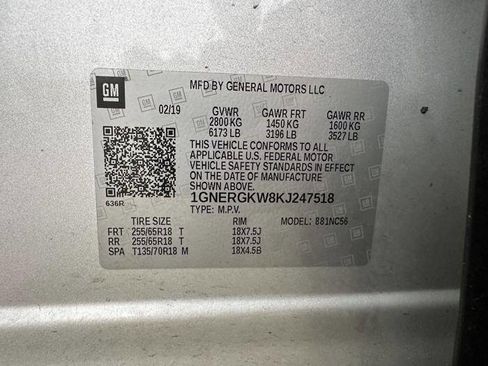 GM
MFD BY GENERAL MOTORS LLC
02/19 GVWR GAWR FRT GAWR RR
2800 KG 1450 KG 1600 KG
6173 LB 3196 LB 3527 LB
THIS VEHICLE CONFORMS TO ALL
APPLICABLE U.S. FEDERAL MOTOR
VEHICLE SAFETY STANDARDS IN EFFECT
ON THE DATE OF MANUFACTURE
SHOWN ABOVE.
1GNERGKW8KJ247518
636R TYPE: M.P.V. MODEL: 881NC56
TIRE SIZE RIM
FRT 255/65R18 T 18X7.5J
RR 255/65R18 T 18X7.5J
SPA T135/70R18 M 18X4.5B